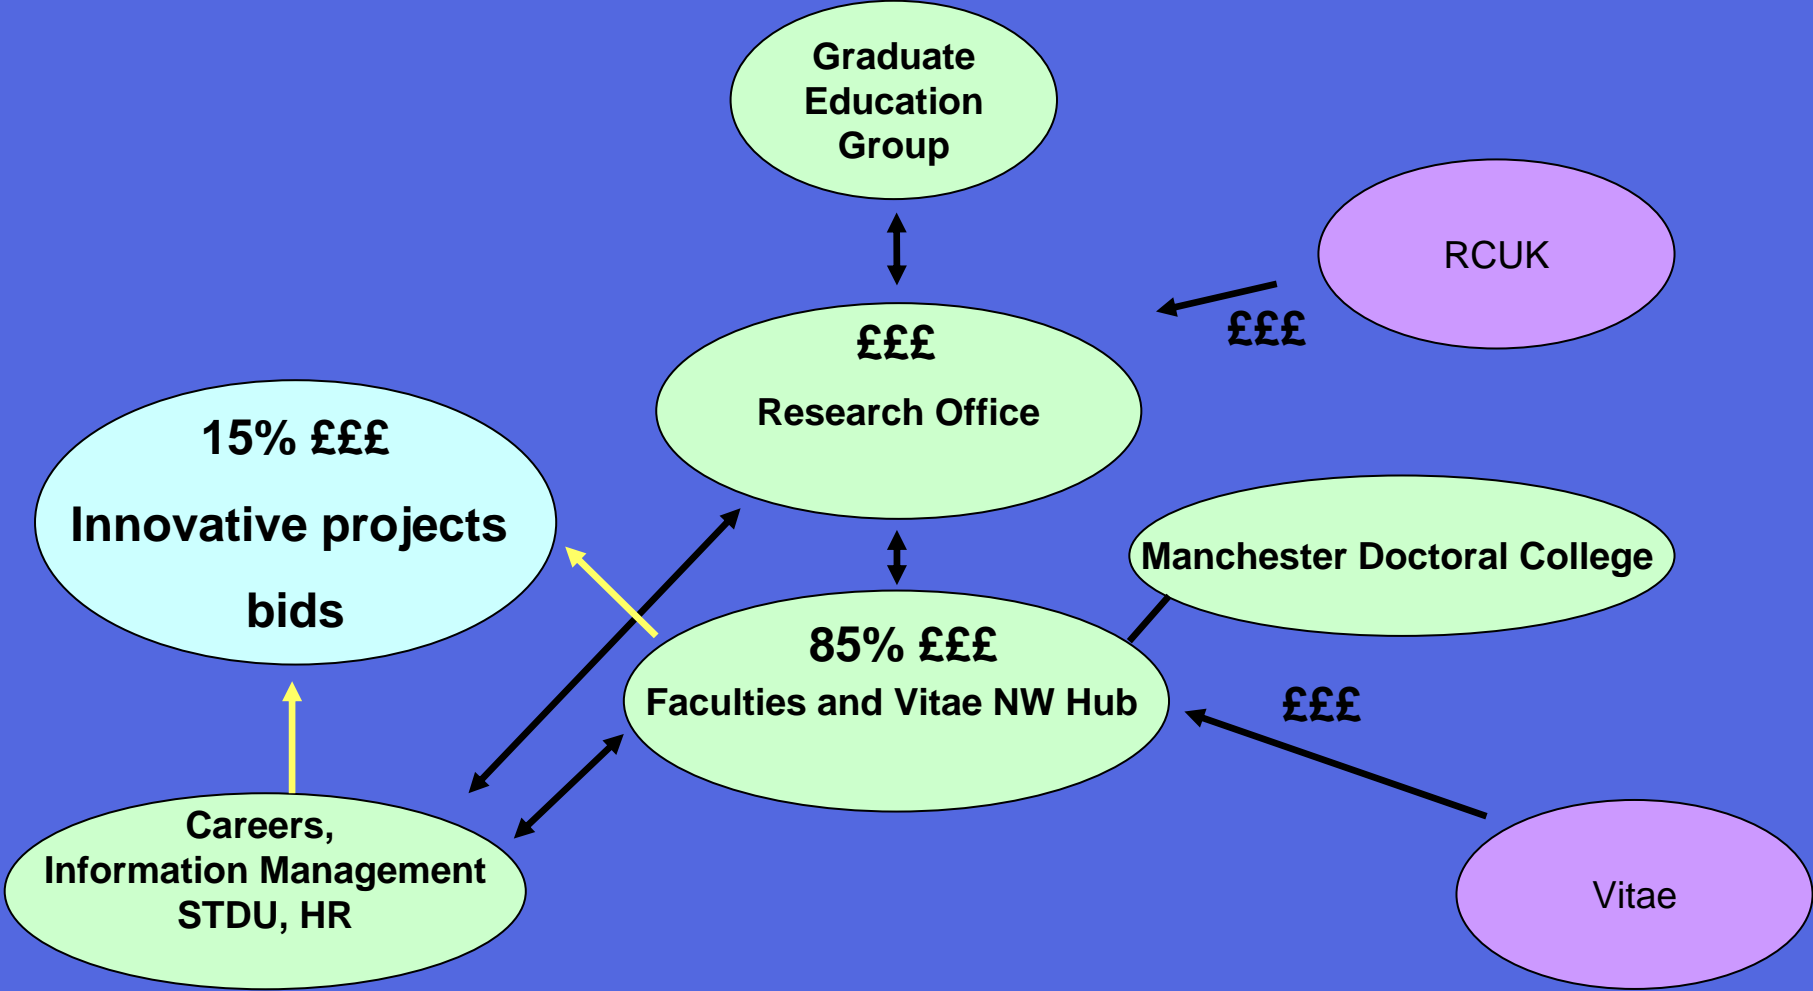 Graduate
Education
Group
RCUK
£££
£££
Research Office
15% £££
Innovative projects
bids
Manchester Doctoral College
85% £££
Faculties and Vitae NW Hub
£££
Careers,
Information Management
STDU, HR
Vitae